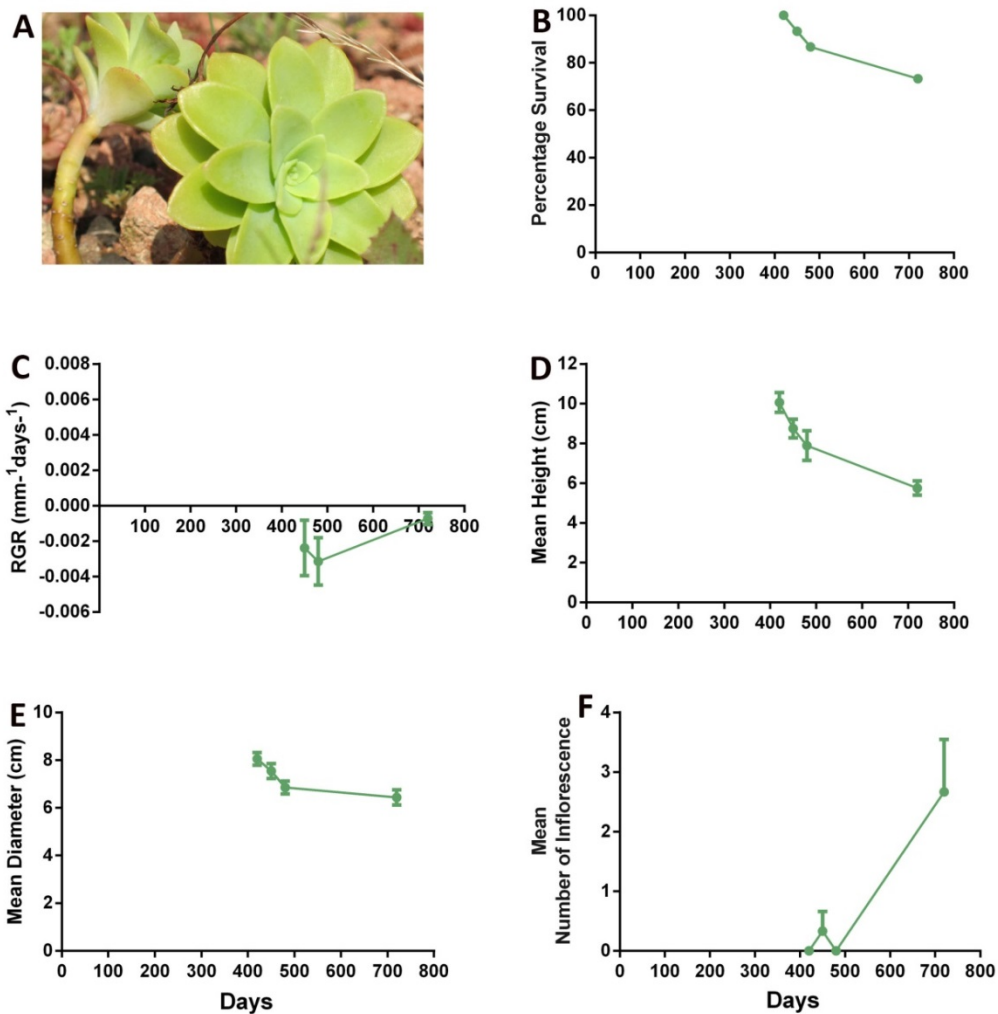 A
B
Percentage Survival
100
80
60
40
20
0
0 100 200 300 400 500 600 700 800
C
RGR (mm-1days-1)
0.008
0.006
0.004
0.002
0.000
-0.002
-0.004
-0.006
100 200 300 400 500 600 700 800
D
Mean Height (cm)
12
10
8
6
4
2
0
0 100 200 300 400 500 600 700 800
E
Mean Diameter (cm)
10
8
6
4
2
0
0 100 200 300 400 500 600 700 800
Days
F
Mean
Number of Inflorescence
4
3
2
1
0
0 100 200 300 400 500 600 700 800
Days